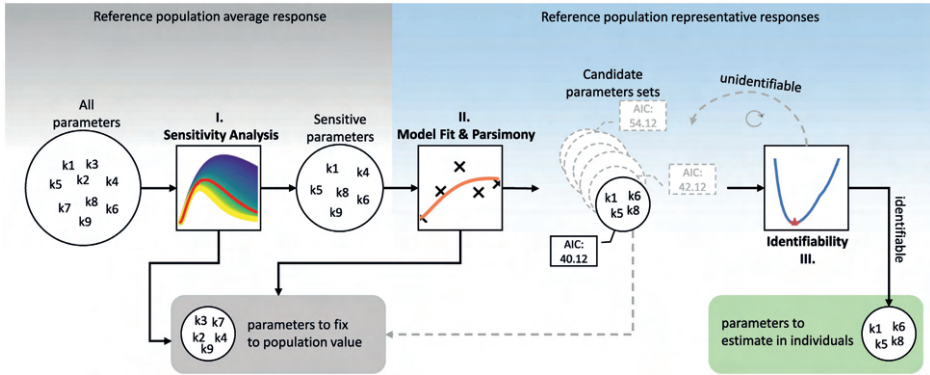 Reference population average response
Reference population representative responses
All
parameters
k1 k3
k5 k2 k4
k7 k8 k6
k9
I.
Sensitivity Analysis
Sensitive
parameters
k1 k4
k5 k8
k6
k9
II.
Model Fit & Parsimony
Candidate
parameters sets
AIC:
54.12
AIC:
42.12
k1 k6
k5 k8
AIC:
40.12
unidentifiable
Identifiability
III.
identifiable
k3 k7
k2 k4
k9
parameters to fix
to population value
parameters to
estimate in individuals
k1 k6
k5 k8